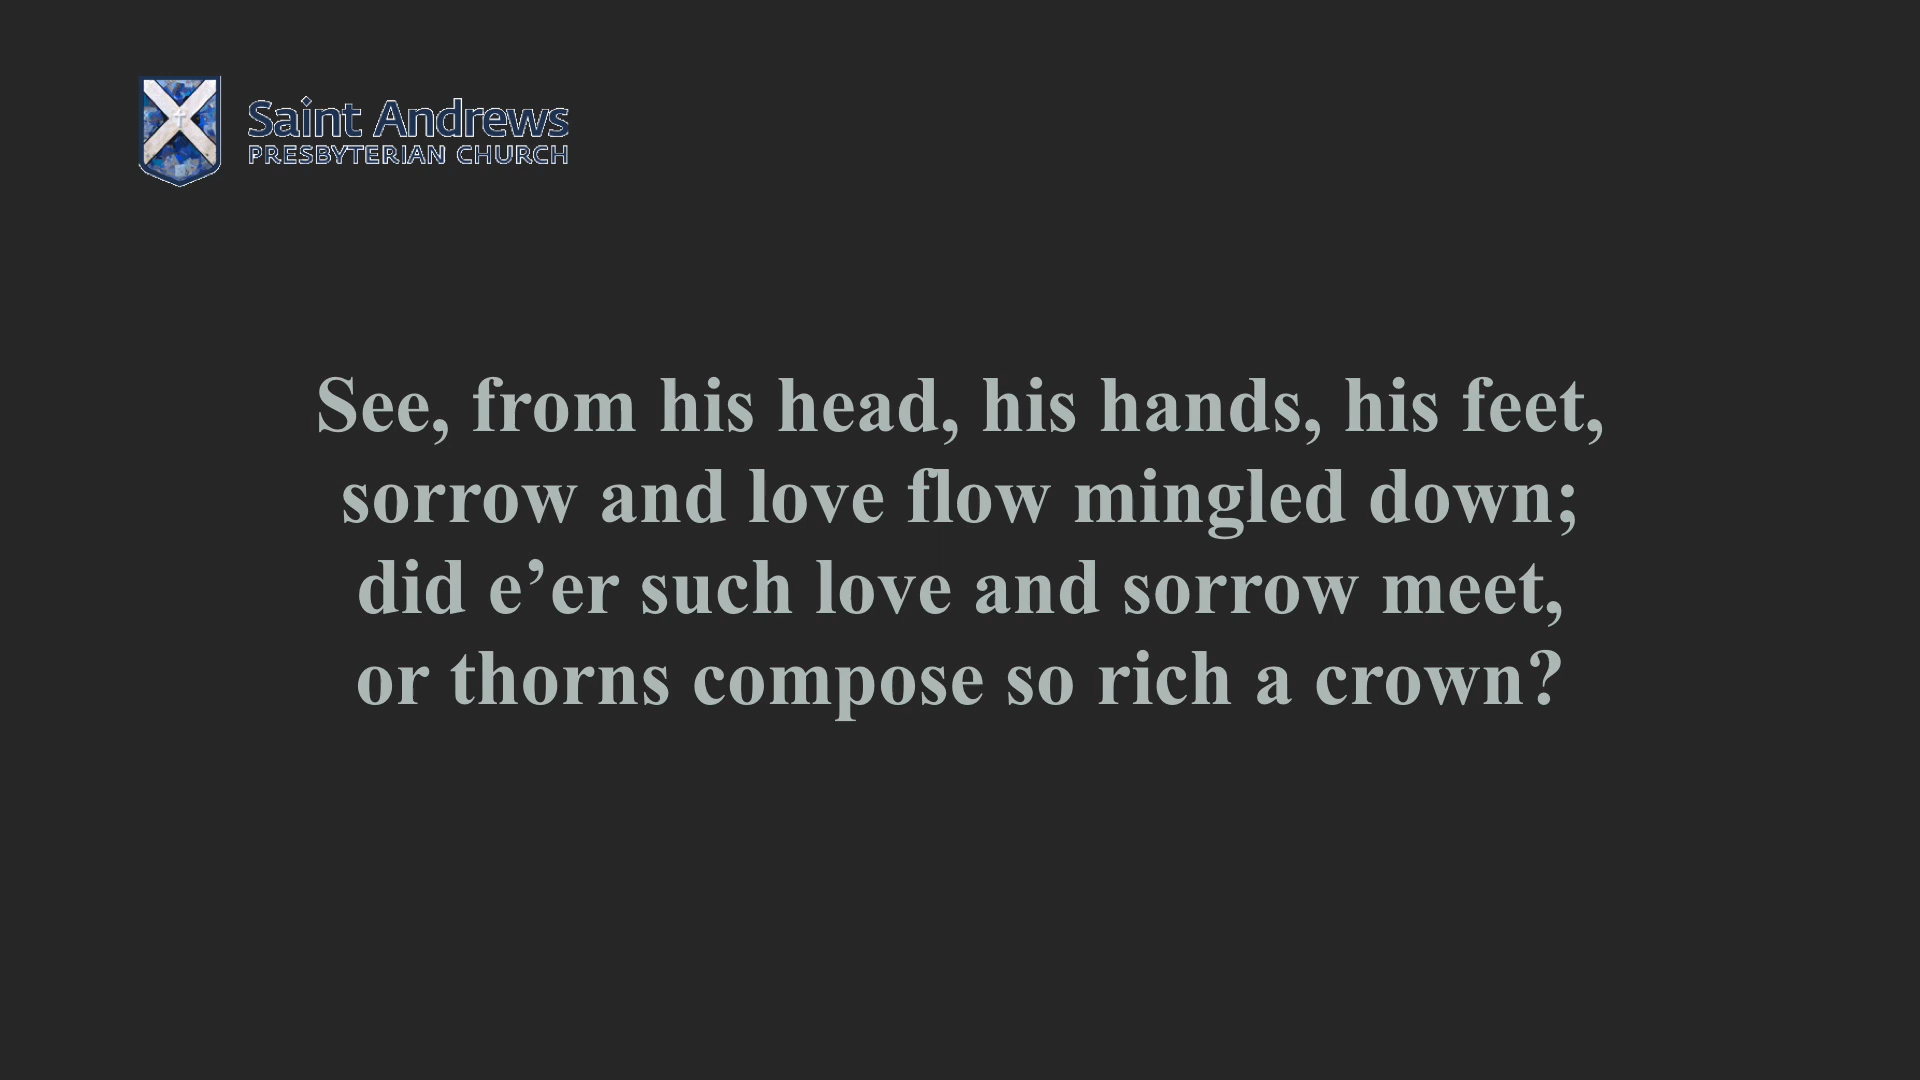 Saint Andrews
PRESBYTERIAN CHURCH
See, from his head, his hands, his feet,
sorrow and love flow mingled down;
did e’er such love and sorrow meet,
or thorns compose so rich a crown?